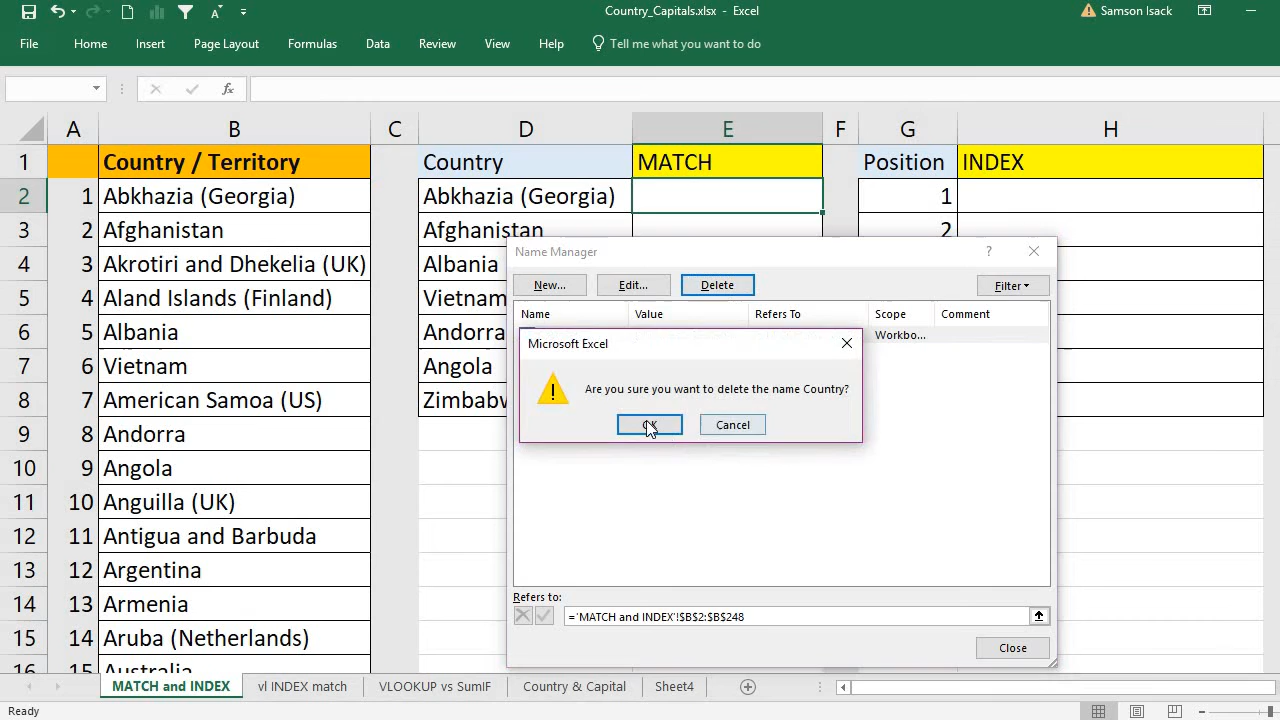 Country_Capitals.xlsx - Excel
Samson Isack
File Home Insert Page Layout Formulas Data Review View Help Tell me what you want to do
fx
A B C D E F G H
1 Country / Territory Country MATCH Position INDEX
2 1 Abkhazia (Georgia) Abkhazia (Georgia) 1
3 2 Afghanistan Afghanistan 2
4 3 Akrotiri and Dhekelia (UK) Albania
5 4 Aland Islands (Finland) Vietnam
6 5 Albania Andorra
7 6 Vietnam Angola
8 7 American Samoa (US)
9 8 Andorra
10 9 Angola
11 10 Anguilla (UK)
12 11 Antigua and Barbuda
13 12 Argentina
14 13 Armenia
15 14 Aruba (Netherlands)
16 15 Australia
Name Manager ?
New... Edit... Delete Filter
Name Value Refers To Scope Comment
Workbo...
Microsoft Excel
Are you sure you want to delete the name Country?
Cancel
Refers to:
='MATCH and INDEX'!$B$2:$B$248
Close
MATCH and INDEX vl INDEX match VLOOKUP vs SumIF Country & Capital Sheet4
Ready